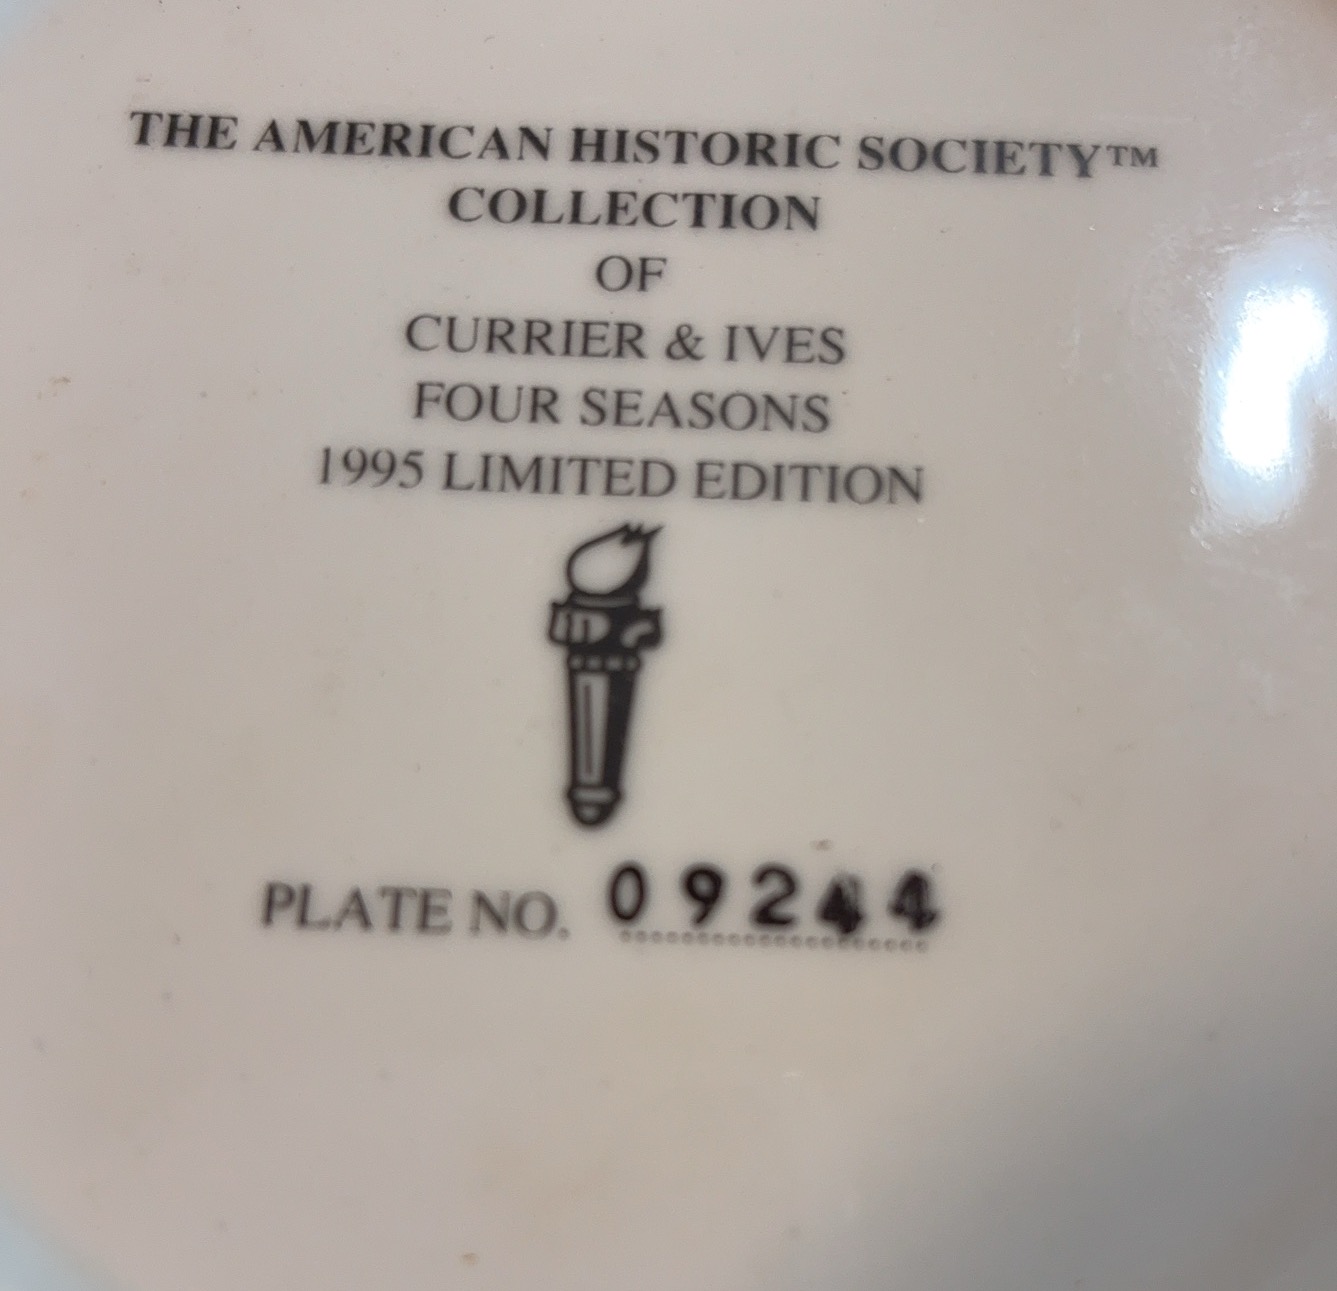 THE AMERICAN HISTORIC SOCIETY™
COLLECTION
OF
CURRIER & IVES
FOUR SEASONS
1995 LIMITED EDITION
PLATE NO. 09244